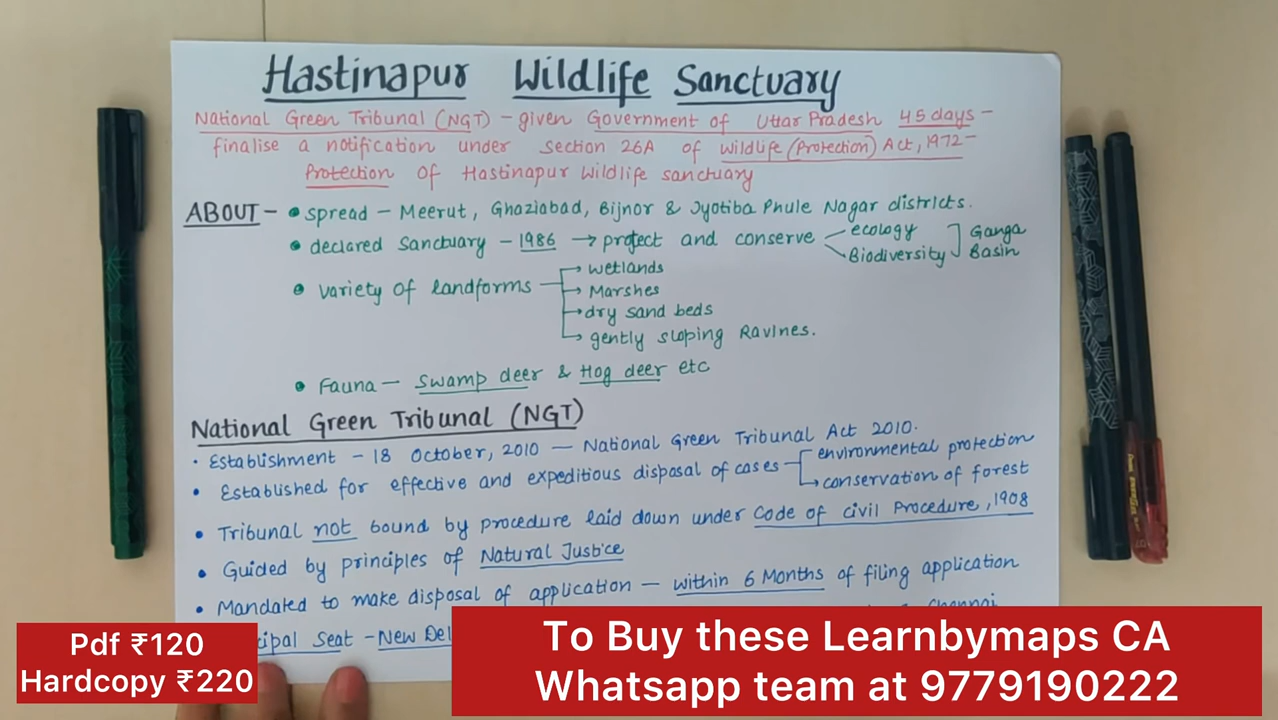 Hastinapur Wildlife Sanctuary
National Green Tribunal (NGT) - given Government of Uttar Pradesh 45 days -
finalise a notification under Section 26A of Wildlife (Protection) Act, 1972 -
Protection of Hastinapur Wildlife sanctuary
ABOUT - • spread - Meerut, Ghaziabad, Bijnor & Jyotiba Phule Nagar districts.
• declared Sanctuary - 1986 → protect and conserve ecology Biodiversity Ganga Basin
• variety of landforms
→ wetlands
→ Marshes
→ dry sand beds
→ gently sloping Ravines.
• Fauna - Swamp deer & Hog deer etc
National Green Tribunal (NGT)
• Establishment - 18 October, 2010 - National Green Tribunal Act 2010.
• Established for effective and expeditious disposal of cases environmental protection
→ conservation of forest
• Tribunal not bound by procedure laid down under Code of civil Procedure, 1908
• Guided by principles of Natural Justice
• Mandated to make disposal of application - within 6 Months of filing application
Seat - New Chennai
Pdf ₹120
Hardcopy ₹220
To Buy these Learnbymaps CA
Whatsapp team at 9779190222